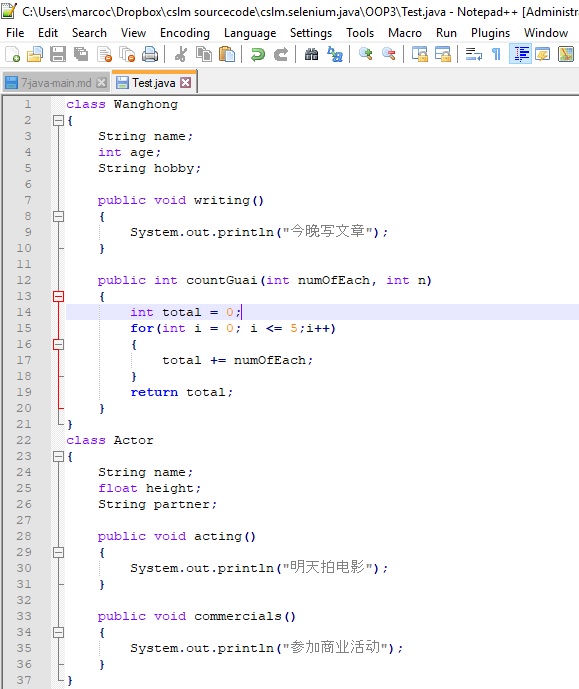 C:\Users\marcoc\Dropbox\cslm sourcecode\cslm.selenium.java\OOP3\Test.java - Notepad++ [Administra
File Edit Search View Encoding Language Settings Tools Macro Run Plugins Window
7-java-main.md Test.java
1 class Wanghong
2 {
3 String name;
4 int age;
5 String hobby;
6
7 public void writing()
8 {
9 System.out.println("今晚写文章");
10 }
11
12 public int countGuai(int numOfEach, int n)
13 {
14 int total = 0;
15 for(int i = 0; i <= 5;i++)
16 {
17 total += numOfEach;
18 }
19 return total;
20 }
21 }
22 class Actor
23 {
24 String name;
25 float height;
26 String partner;
27
28 public void acting()
29 {
30 System.out.println("明天拍电影");
31 }
32
33 public void commercials()
34 {
35 System.out.println("参加商业活动");
36 }
37 }